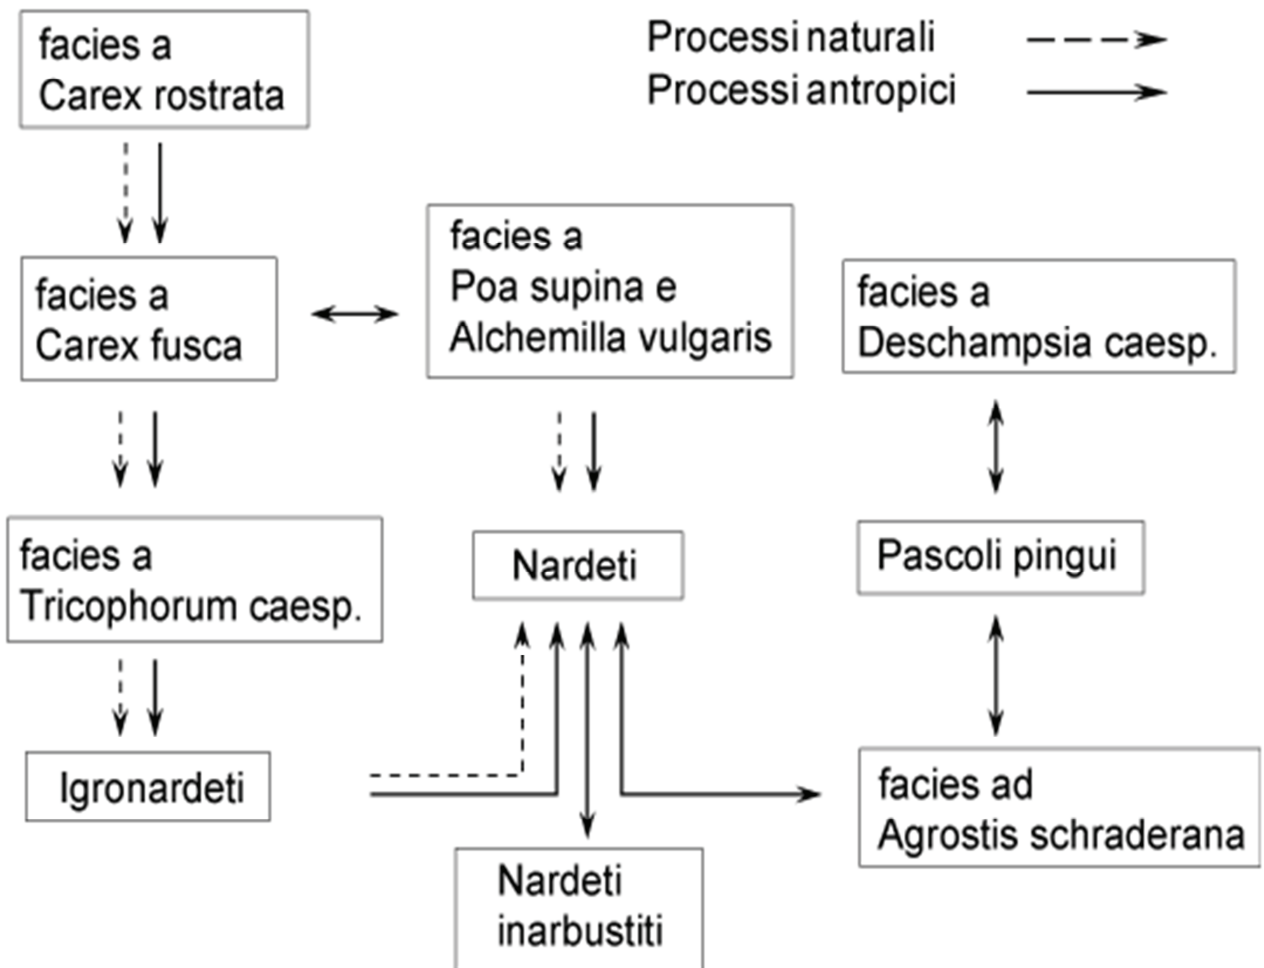 facies a
Carex rostrata
Processi naturali
Processi antropici
facies a
Carex fusca
facies a
Poa supina e
Alchemilla vulgaris
facies a
Deschampsia caesp.
facies a
Tricophorum caesp.
Nardeti
Pascoli pingui
Igronardeti
Nardeti
inarbustiti
facies ad
Agrostis schraderana